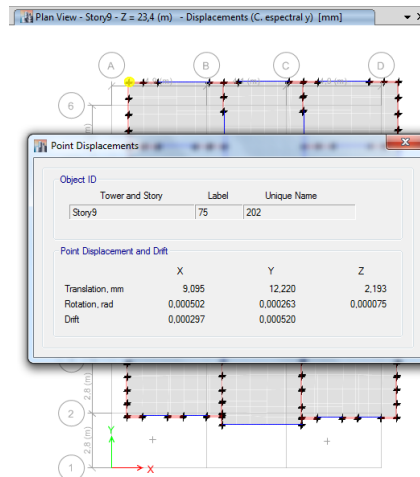 Plan View - Story9 - Z = 23,4 (m) - Displacements (C, espectral y) [mm]
A B C D
6
Point Displacements
Object ID
Tower and Story Label Unique Name
Story9 75 202
Point Displacement and Drift
X Y Z
Translation, mm 9,095 12,220 2,193
Rotation, rad 0,000502 0,000263 0,000075
Drift 0,000297 0,000520
2,8 (m)
2
2,8 (m)
Y
1
X